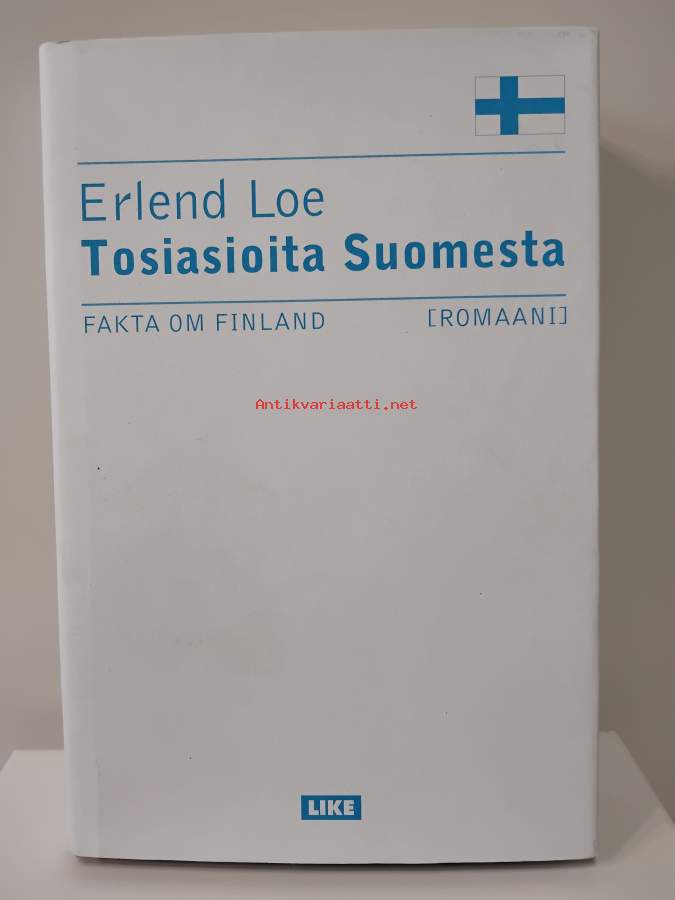 Erlend Loe
Tosiasioita Suomesta
FAKTA OM FINLAND [ROMAANI]
Antikvariaatti.net
LIKE